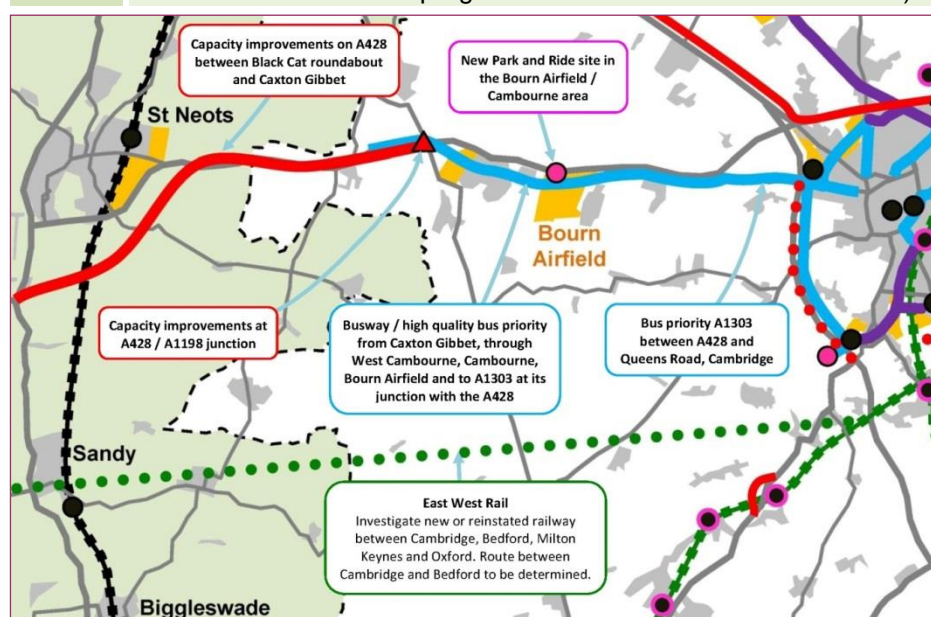 Capacity improvements on A428
between Black Cat roundabout
and Caxton Gibbet
New Park and Ride site in
the Bourn Airfield /
Cambourne area
St Neots
Bourn
Airfield
Capacity improvements at
A428 / A1198 junction
Busway / high quality bus priority
from Caxton Gibbet, through
West Cambourne, Cambourne,
Bourn Airfield and to A1303 at its
junction with the A428
Bus priority A1303
between A428 and
Queens Road, Cambridge
Sandy
East West Rail
Investigate new or reinstated railway
between Cambridge, Bedford, Milton
Keynes and Oxford. Route between
Cambridge and Bedford to be determined.
Biggleswade